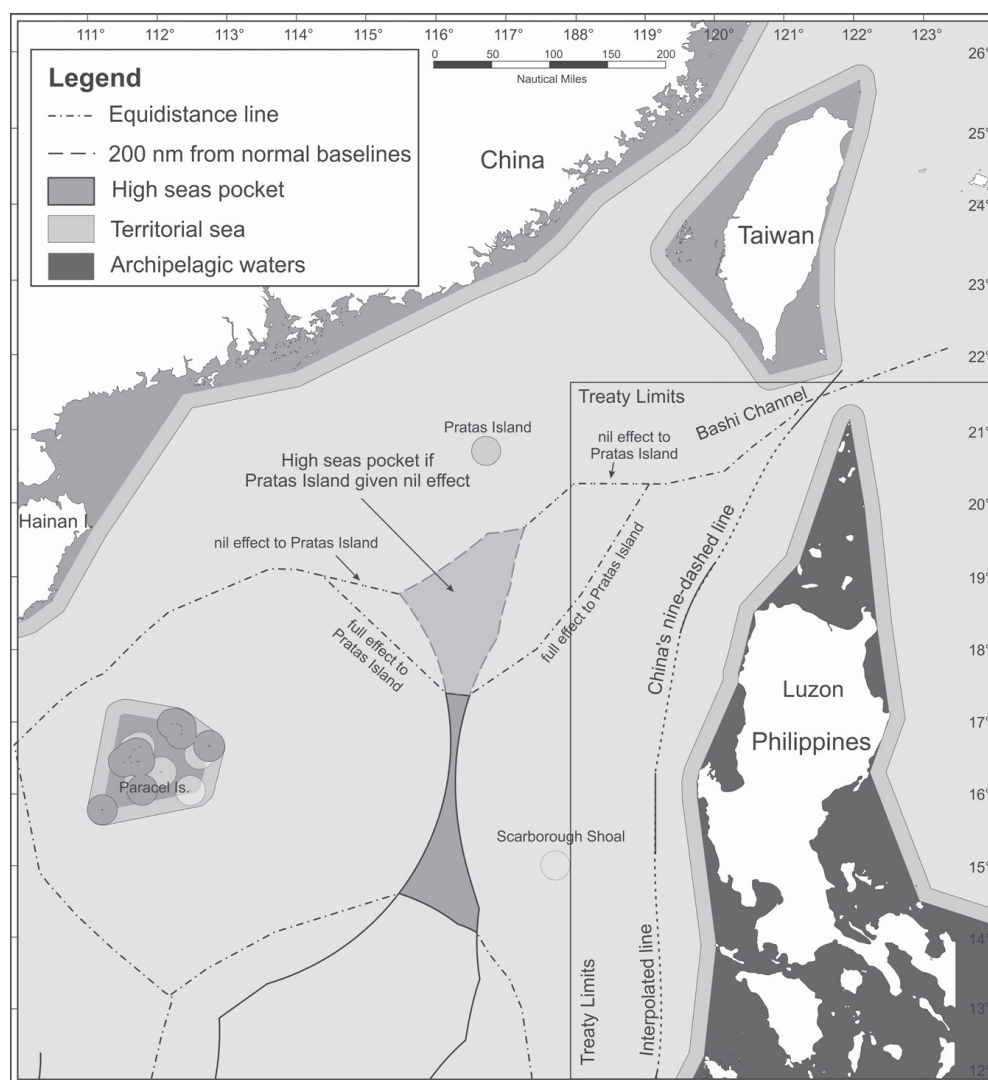 111° 112° 113° 114° 115° 116° 117° 188° 119° 120° 121° 122° 123°
0 50 100 150 200
Nautical Miles
Legend
Equidistance line
200 nm from normal baselines
High seas pocket
Territorial sea
Archipelagic waters
26°
25°
24°
23°
22°
21°
20°
19°
18°
17°
16°
15°
14°
13°
12°
China
Taiwan
Treaty Limits
Bashi Channel
Pratas Island
nil effect to
Pratas Island
High seas pocket if
Pratas Island given nil effect
Hainan I.
nil effect to Pratas Island
full effect to
Pratas Island
full effect to Pratas Island
China's nine-dashed line
Luzon
Philippines
Paracel Is.
Scarborough Shoal
Treaty Limits
Interpolated line